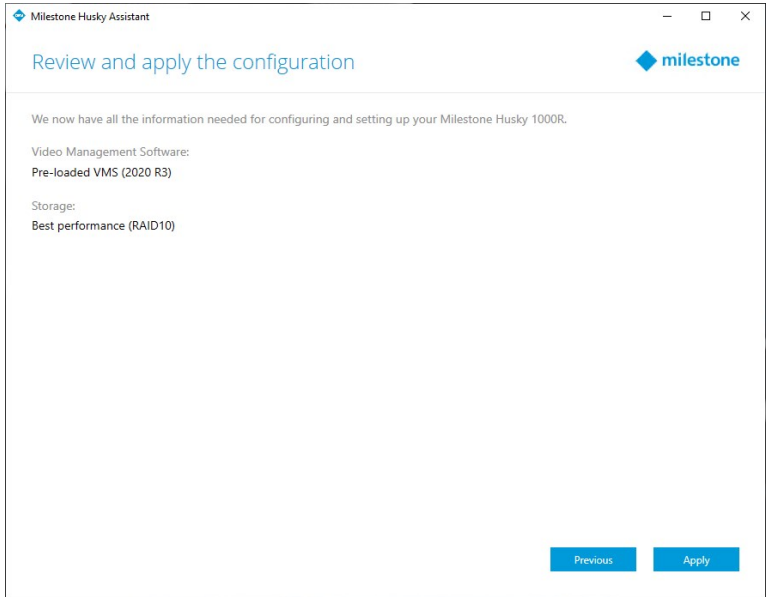 Milestone Husky Assistant
Review and apply the configuration
milestone
We now have all the information needed for configuring and setting up your Milestone Husky 1000R.
Video Management Software:
Pre-loaded VMS (2020 R3)
Storage:
Best performance (RAID10)
Previous
Apply